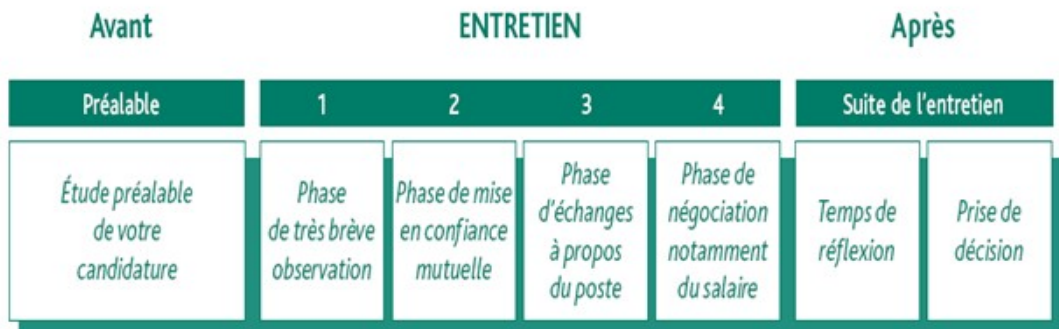 Avant
ENTRETIEN
Après
Préalable
1
2
3
4
Suite de l'entretien
Étude préalable
de votre
candidature
Phase
de très brève
observation
Phase de mise
en confiance
mutuelle
Phase
d'échanges
à propos
du poste
Phase de
négociation
notamment
du salaire
Temps de
réflexion
Prise de
décision